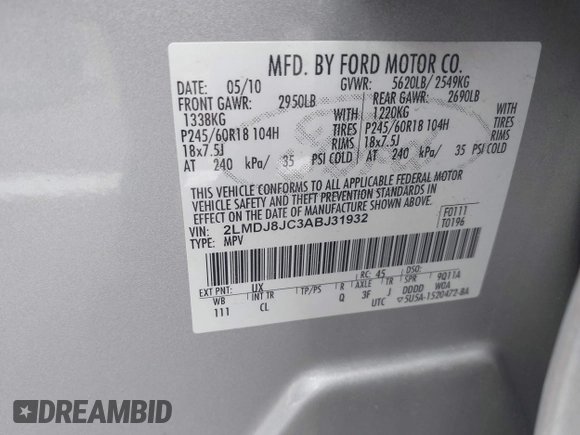 MFD. BY FORD MOTOR CO.
DATE: 05/10 GVWR: 5620LB/ 2549KG
FRONT GAWR: 2950LB REAR GAWR: 2690LB
1338KG WITH 1220KG WITH
P245/60R18 104H TIRES P245/60R18 104H TIRES
18x7.5J RIMS 18x7.5J RIMS
AT 240 kPa/ 35 PSI COLD AT 240 kPa/ 35 PSI COLD
THIS VEHICLE CONFORMS TO ALL APPLICABLE FEDERAL MOTOR
VEHICLE SAFETY AND THEFT PREVENTION STANDARDS IN
EFFECT ON THE DATE OF MANUFACTURE SHOWN ABOVE.
VIN: 2LMDJ8JC3ABJ31932 F0111
TYPE: MPV T0196
EXT PNT: UX RC: 45 DSO:
WB INT TR TP/PS R AXLE TR SPR 9Q11A
111 CL Q 3F J DDDD WGA
UTC ▽5U5A-1520472-BA
DREAMBID